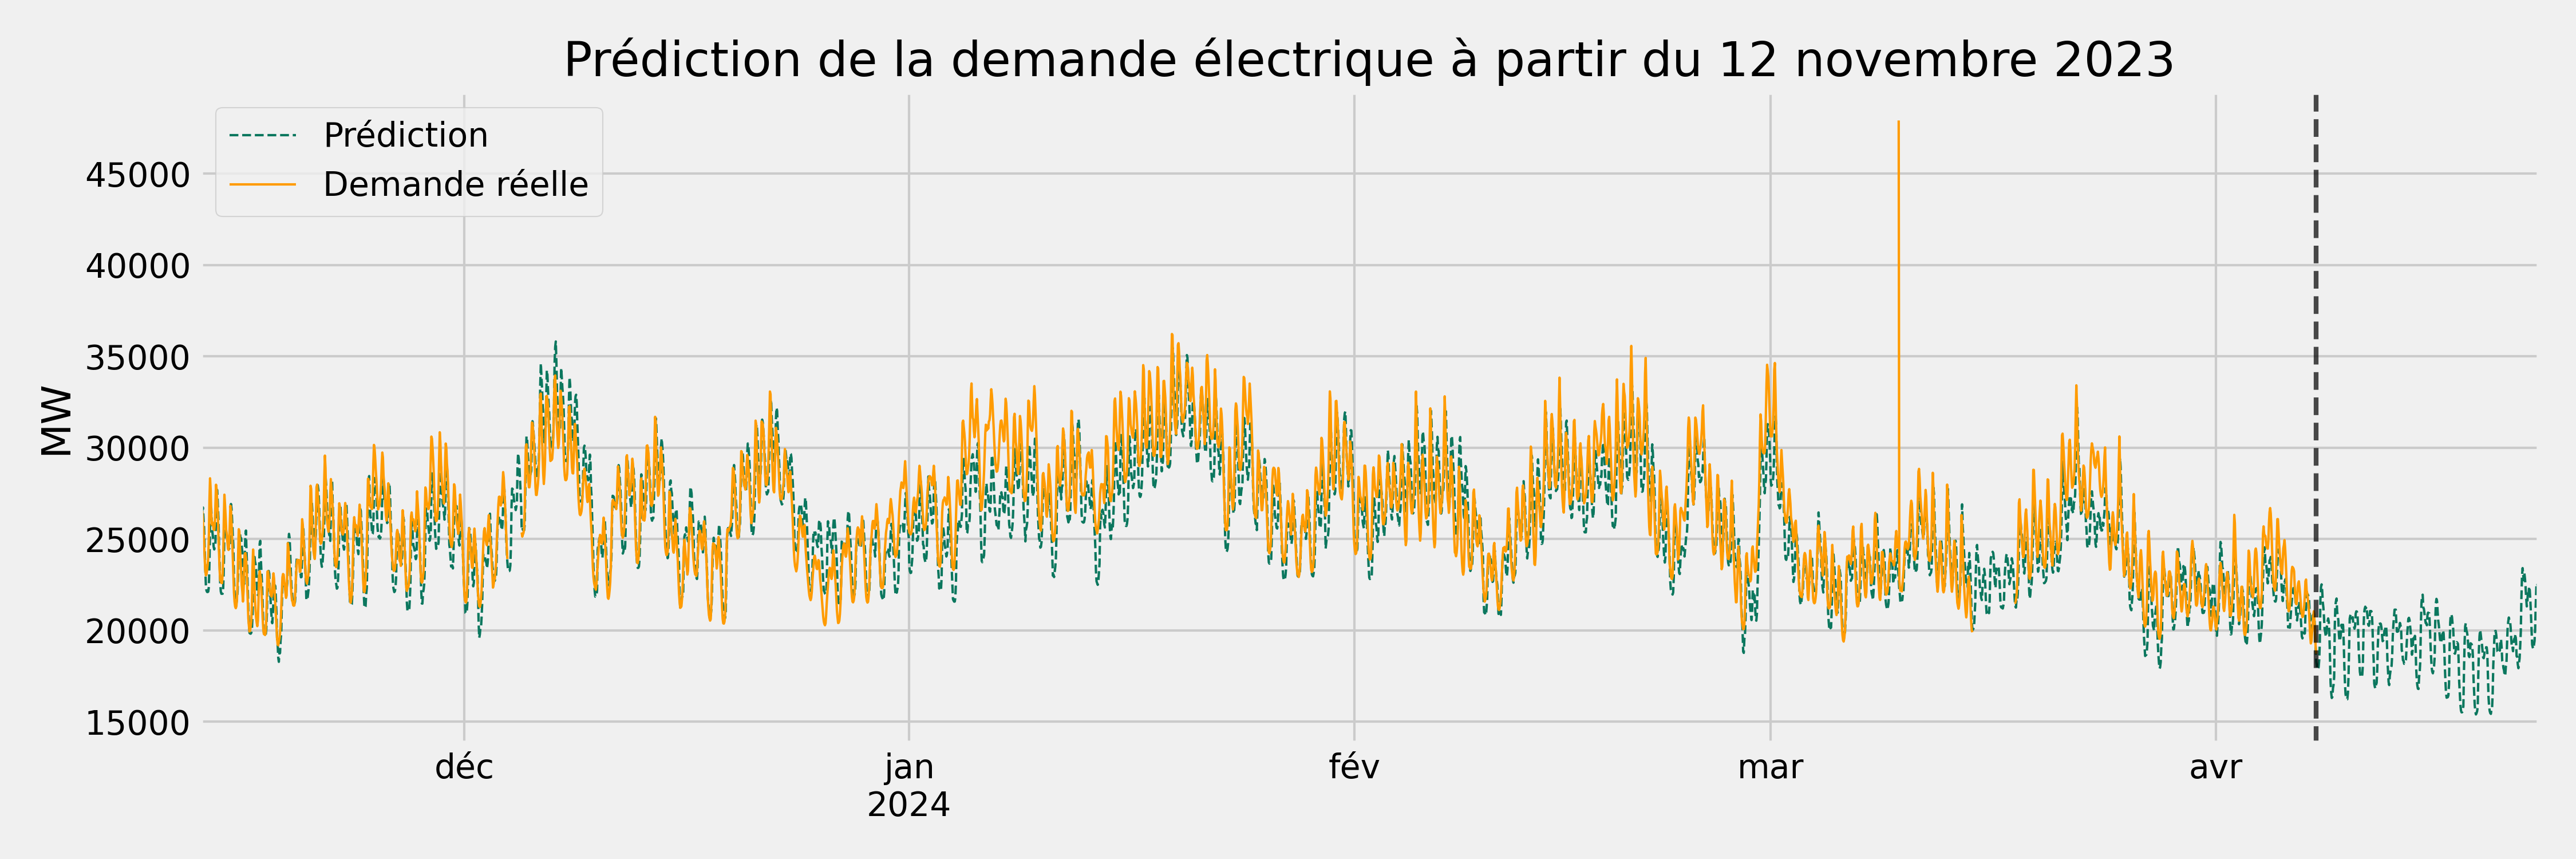 Prédiction de la demande électrique à partir du 12 novembre 2023
Prédiction
Demande réelle
MW
45000
40000
35000
30000
25000
20000
15000
déc
jan
2024
fév
mar
avr